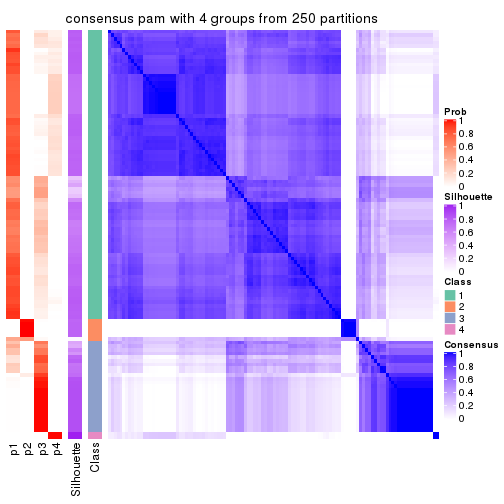 consensus pam with 4 groups from 250 partitions
Prob
1
0.8
0.6
0.4
0.2
0
Silhouette
1
0.8
0.6
0.4
0.2
0
Class
1
2
3
4
Consensus
1
0.8
0.6
0.4
0.2
0
p1
p2
p3
p4
Silhouette
Class